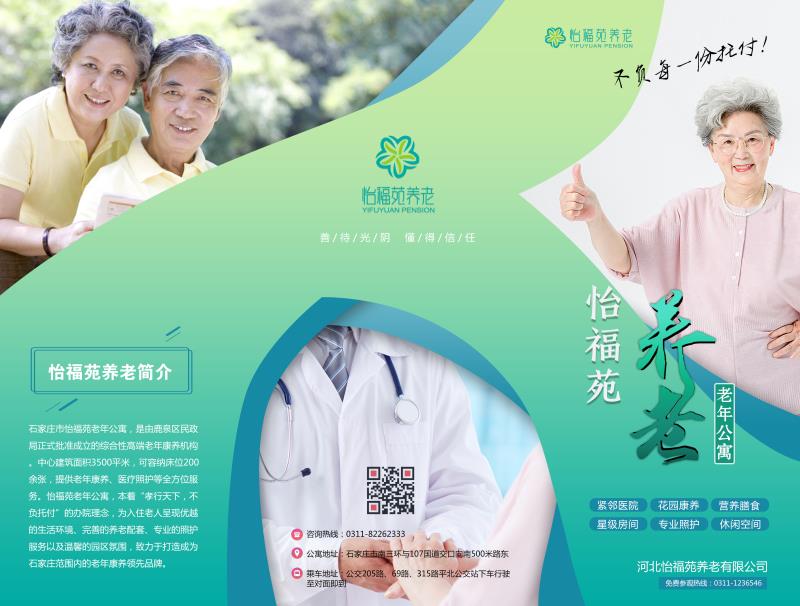 怡福苑养老简介
石家庄市怡福苑老年公寓，是由鹿泉区民政
局正式批准成立的综合性高端老年康养机构
。中心建筑面积3500平米，可容纳床位200
余张，提供老年康养、医疗照护等全方位服
务。怡福苑老年公寓，本着“孝行天下，不
负托付”的办院理念，为入住老人呈现优越
的生活环境、完善的养老配套、专业的照护
服务以及温馨的园区氛围，致力于打造成为
石家庄范围内的老年康养领先品牌。
怡福苑养老
YIFUYUAN PENSION
善/待/光/阴 懂/得/信/任
咨询热线：0311-82262333
公寓地址：石家庄市南三环与107国道交口西南500米路东
乘车地址：公交205路、69路、315路平北公交站下车行驶
至对面即到
怡福苑养老
YIFUYUAN PENSION
不负每一份托付！
怡福苑
养老
老年公寓
紧邻医院 花园康养 营养膳食
星级房间 专业照护 休闲空间
河北怡福苑养老有限公司
免费参观热线：0311-1236546